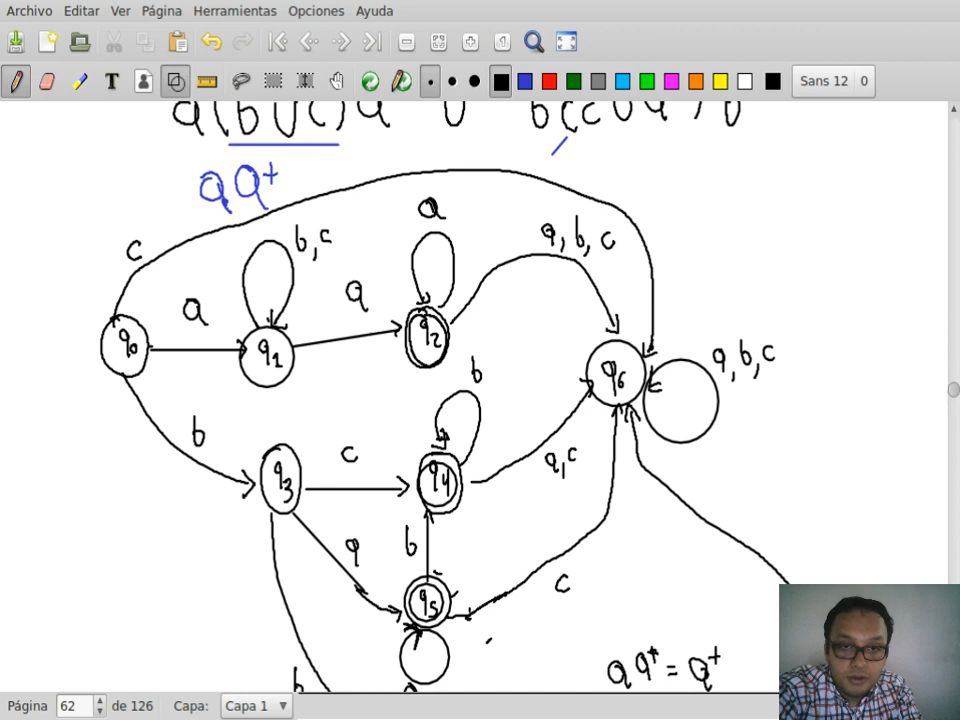 Archivo Editar Ver Página Herramientas Opciones Ayuda
T Sans 12 0
a(b∪c) a ∪ b(c∪a )b
aa⁺
c
b,c
a
a, b, c
a
a
q0
q1
q2
q6
a, b, c
b
b
c
q3
q4
a,c
a
b
q5
c
b
a
aa* = a⁺
Página 62 de 126 Capa: Capa 1